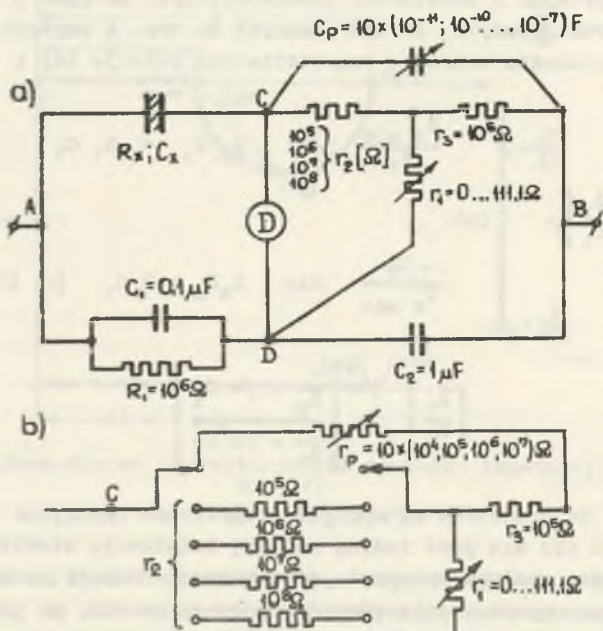 Cₚ=10×(10⁻¹¹; 10⁻¹⁰ ... 10⁻⁷) F
a)
C
Rₓ; Cₓ
10⁵
10⁶
10⁷
10⁸
r₂[Ω]
r₃=10⁵Ω
r₁=0...111,1Ω
A
B
D
C₁=0,1μF
D
R₁=10⁶Ω
C₂=1μF
b)
rₚ=10×(10⁴, 10⁵, 10⁶, 10⁷)Ω
C
r₂
10⁵Ω
10⁶Ω
10⁷Ω
10⁸Ω
r₃=10⁵Ω
r₁=0...111,1Ω